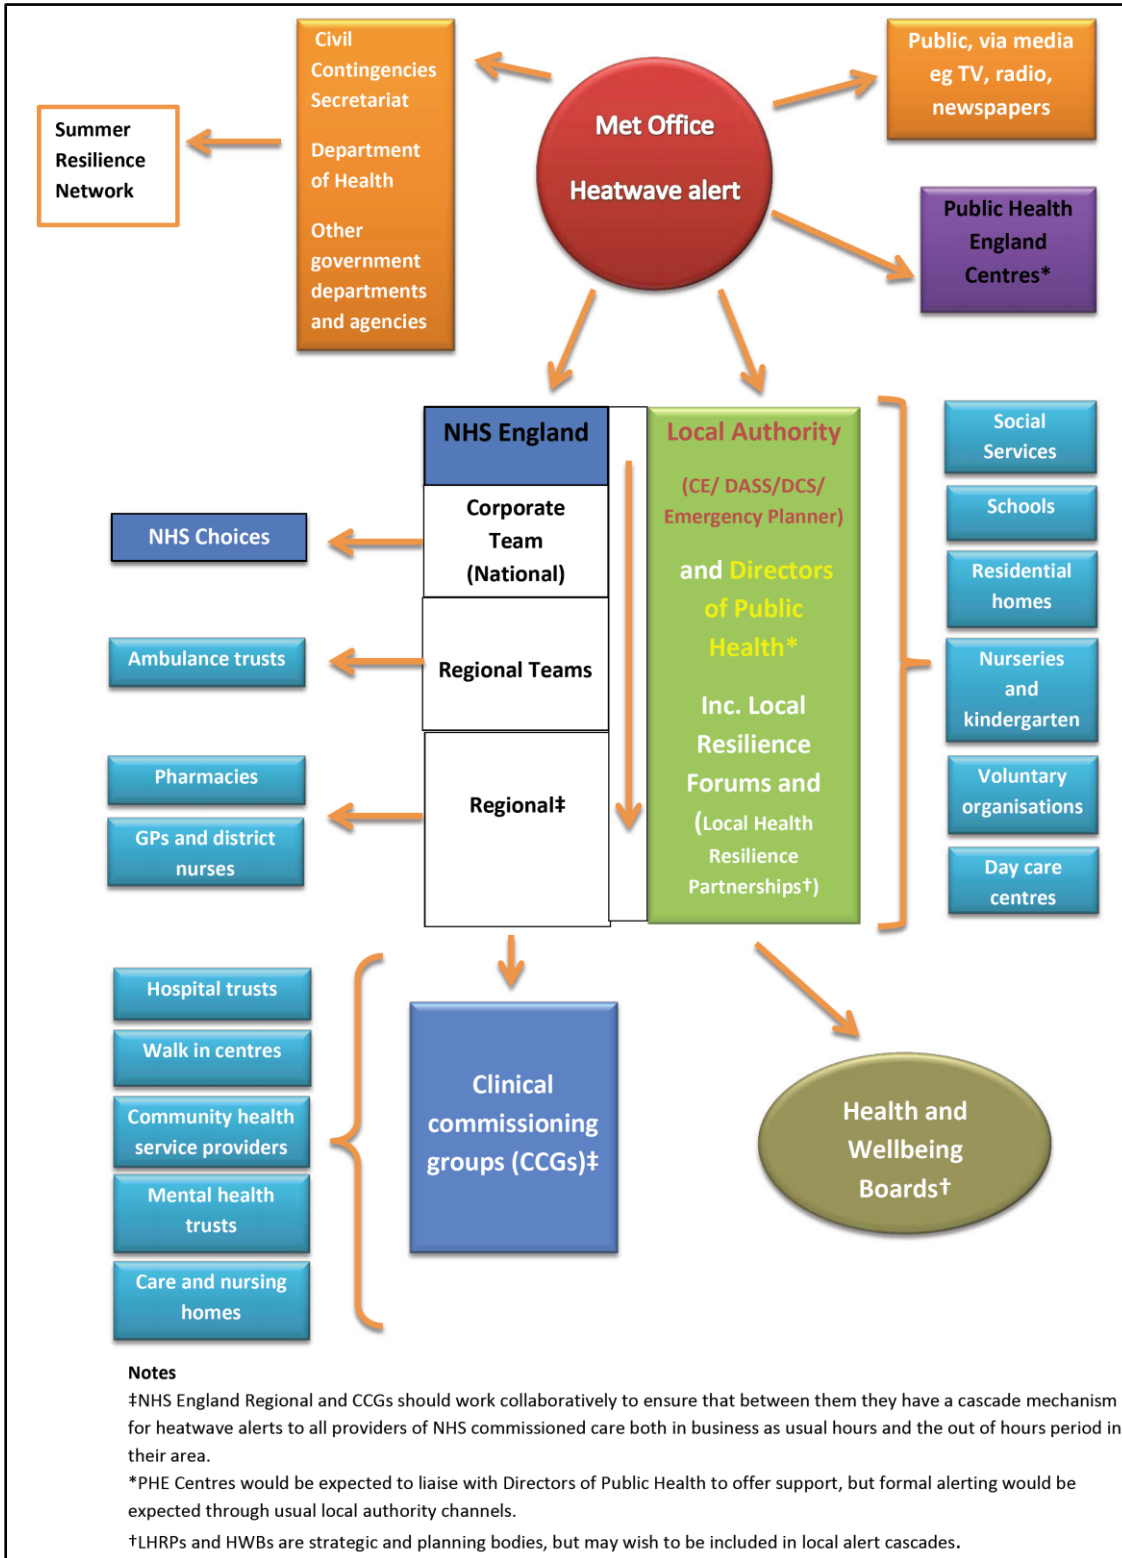 Civil
Contingencies
Secretariat
Department
of Health
Other
government
departments
and agencies
Summer
Resilience
Network
Met Office
Heatwave alert
Public, via media
eg TV, radio,
newspapers
Public Health
England
Centres*
NHS England
Corporate
Team
(National)
Regional Teams
Regional‡
NHS Choices
Ambulance trusts
Pharmacies
GPs and district
nurses
Local Authority
(CE/ DASS/DCS/
Emergency Planner)
and Directors
of Public
Health*
Inc. Local
Resilience
Forums and
(Local Health
Resilience
Partnerships†)
Social
Services
Schools
Residential
homes
Nurseries
and
kindergarten
Voluntary
organisations
Day care
centres
Hospital trusts
Walk in centres
Community health
service providers
Mental health
trusts
Care and nursing
homes
Clinical
commissioning
groups (CCGs)‡
Health and
Wellbeing
Boards†
Notes
‡NHS England Regional and CCGs should work collaboratively to ensure that between them they have a cascade mechanism
for heatwave alerts to all providers of NHS commissioned care both in business as usual hours and the out of hours period in
their area.
*PHE Centres would be expected to liaise with Directors of Public Health to offer support, but formal alerting would be
expected through usual local authority channels.
†LHRPs and HWBs are strategic and planning bodies, but may wish to be included in local alert cascades.